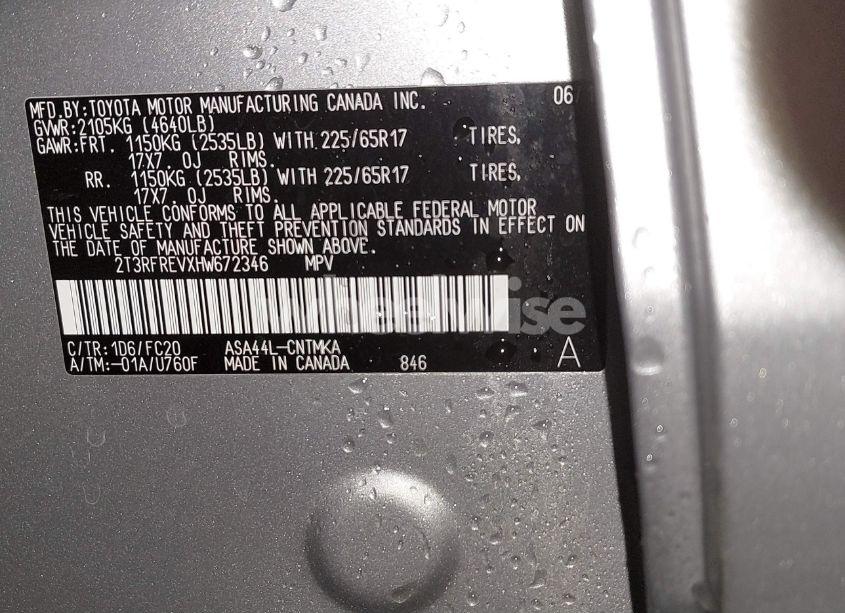 MFD.BY:TOYOTA MOTOR MANUFACTURING CANADA INC. 06
GVWR:2105KG (4640LB)
GAWR:FRT. 1150KG (2535LB) WITH 225/65R17 TIRES,
17X7.0J RIMS.
RR. 1150KG (2535LB) WITH 225/65R17 TIRES,
17X7.0J RIMS.
THIS VEHICLE CONFORMS TO ALL APPLICABLE FEDERAL MOTOR
VEHICLE SAFETY AND THEFT PREVENTION STANDARDS IN EFFECT ON
THE DATE OF MANUFACTURE SHOWN ABOVE.
2T3RFREVXHW672346 MPV
wheelwise
C/TR:1D6/FC20 ASA44L-CNTMKA
A/TM:-01A/U760F MADE IN CANADA 846 A